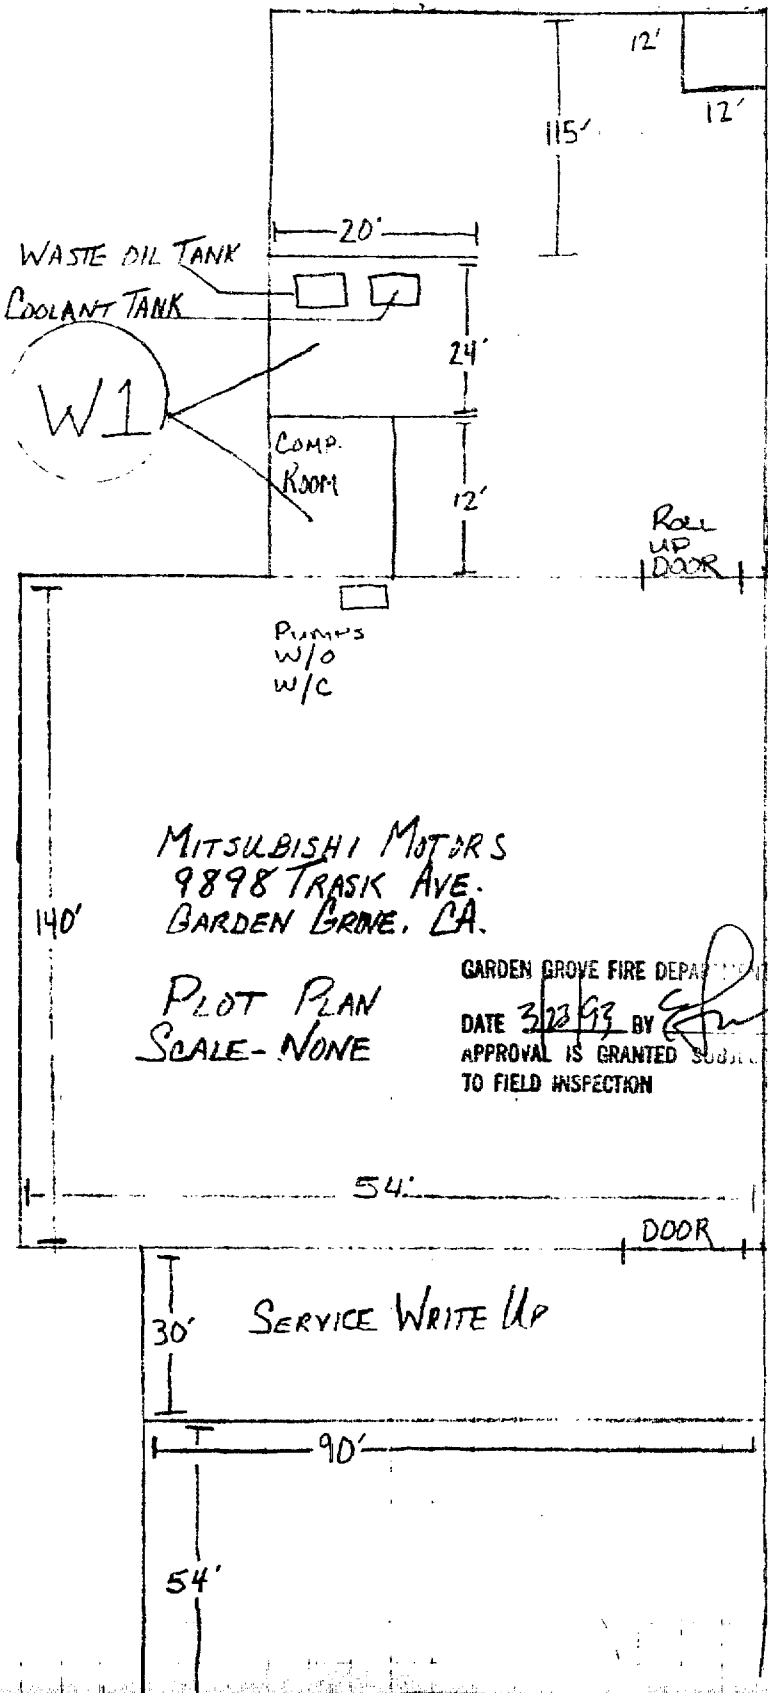 12'
12'
115'
20'
WASTE OIL TANK
COOLANT TANK
24'
W1
COMP.
ROOM
12'
ROLL
UP
DOOR
PUMPS
W/O
W/C
MITSUBISHI MOTORS
9898 TRASK AVE.
GARDEN GROVE. CA.
140'
PLOT PLAN
SCALE-NONE
GARDEN GROVE FIRE DEPARTMENT
DATE 3/23/93 BY
APPROVAL IS GRANTED SUBJECT
TO FIELD INSPECTION
54'
DOOR
30'
SERVICE WRITE UP
90'
54'